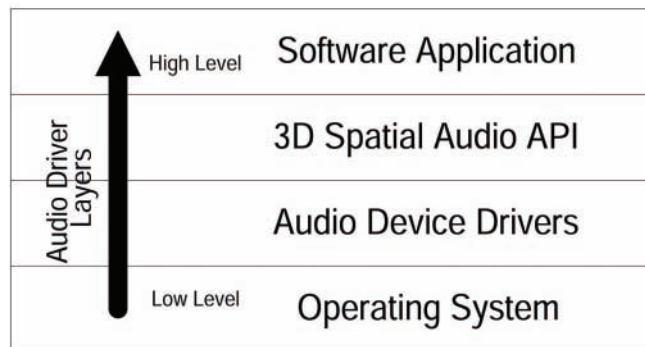 Software Application
High Level
3D Spatial Audio API
Audio Driver
Layers
Audio Device Drivers
Low Level
Operating System